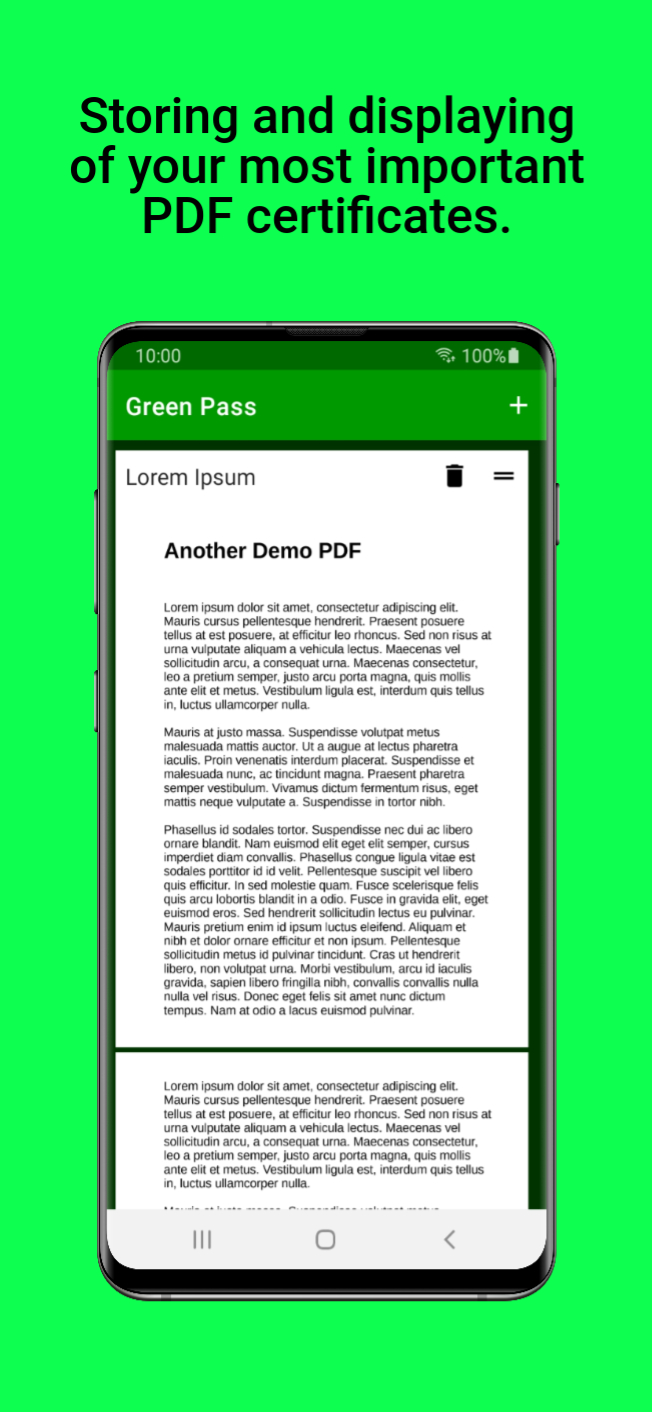 Storing and displaying
of your most important
PDF certificates.
10:00
100%
Green Pass
+
Lorem Ipsum
Another Demo PDF
Lorem ipsum dolor sit amet, consectetur adipiscing elit.
Mauris cursus pellentesque hendrerit. Praesent posuere
tellus at est posuere, at efficitur leo rhoncus. Sed non risus at
urna vulputate aliquam a vehicula lectus. Maecenas vel
sollicitudin arcu, a consequat urna. Maecenas consectetur,
leo a pretium semper, justo arcu porta magna, quis mollis
ante elit et metus. Vestibulum ligula est, interdum quis tellus
in, luctus ullamcorper nulla.
Mauris at justo massa. Suspendisse volutpat metus
malesuada mattis auctor. Ut a augue at lectus pharetra
iaculis. Proin venenatis interdum placerat. Suspendisse et
malesuada nunc, ac tincidunt magna. Praesent pharetra
semper vestibulum. Vivamus dictum fermentum risus, eget
mattis neque vulputate a. Suspendisse in tortor nibh.
Phasellus id sodales tortor. Suspendisse nec dui ac libero
ornare blandit. Nam euismod elit eget elit semper, cursus
imperdiet diam convallis. Phasellus congue ligula vitae est
sodales porttitor id id velit. Pellentesque suscipit vel libero
quis efficitur. In sed molestie quam. Fusce scelerisque felis
quis arcu lobortis blandit in a odio. Fusce in gravida elit, eget
euismod eros. Sed hendrerit sollicitudin lectus eu pulvinar.
Mauris pretium enim id ipsum luctus eleifend. Aliquam et
nibh et dolor ornare efficitur et non ipsum. Pellentesque
sollicitudin metus id pulvinar tincidunt. Cras ut hendrerit
libero, non volutpat urna. Morbi vestibulum, arcu id iaculis
gravida, sapien libero fringilla nibh, convallis convallis nulla
nulla vel risus. Donec eget felis sit amet nunc dictum
tempus. Nam at odio a lacus euismod pulvinar.
Lorem ipsum dolor sit amet, consectetur adipiscing elit.
Mauris cursus pellentesque hendrerit. Praesent posuere
tellus at est posuere, at efficitur leo rhoncus. Sed non risus at
urna vulputate aliquam a vehicula lectus. Maecenas vel
sollicitudin arcu, a consequat urna. Maecenas consectetur,
leo a pretium semper, justo arcu porta magna, quis mollis
ante elit et metus. Vestibulum ligula est, interdum quis tellus
in, luctus ullamcorper nulla.